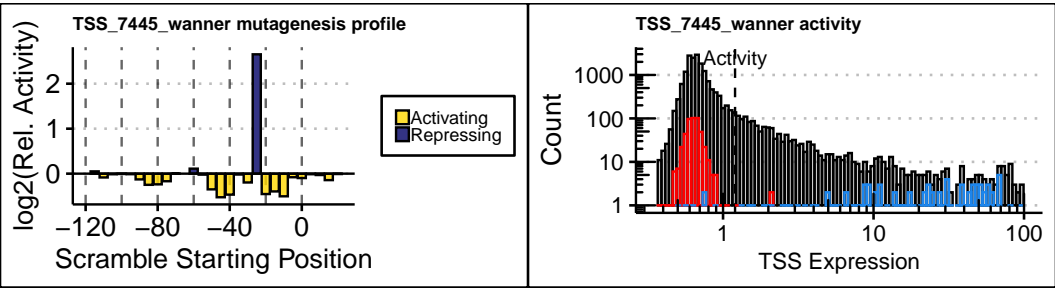 TSS_7445_wanner mutagenesis profile
log2(Rel. Activity)
2
1
0
−120
−80
−40
0
Scramble Starting Position
Activating
Repressing
TSS_7445_wanner activity
Activity
Count
1000
100
10
1
1
10
100
TSS Expression